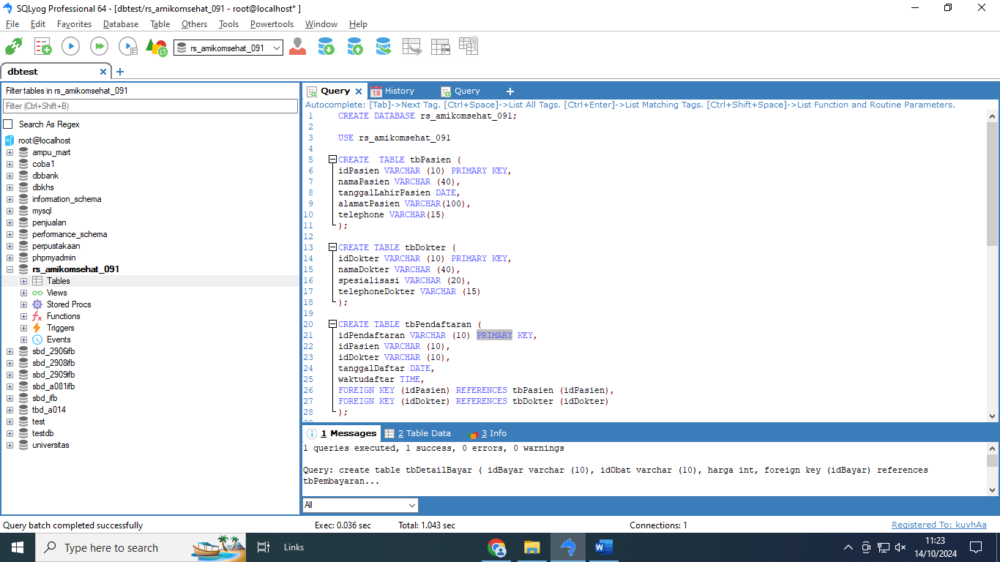 SQLyog Professional 64 - [dbtest/rs_amikomsehat_091 - root@localhost* ]
File Edit Favorites Database Table Others Tools Powertools Window Help
rs_amikomsehat_091
dbtest
Filter tables in rs_amikomsehat_091
Filter (Ctrl+Shift+B)
Search As Regex
root@localhost
ampu_mart
coba1
dbbank
dbkhs
information_schema
mysql
penjualan
performance_schema
perpustakaan
phpmyadmin
rs_amikomsehat_091
Tables
Views
Stored Procs
Functions
Triggers
Events
sbd_2906ifb
sbd_2908ifb
sbd_2909ifb
sbd_a081ifb
sbd_ifb
tbd_a014
test
testdb
universitas
Query 18 History Query
Autocomplete: [Tab]->Next Tag. [Ctrl+Space]->List All Tags. [Ctrl+Enter]->List Matching Tags. [Ctrl+Shift+Space]->List Function and Routine Parameters.
1 CREATE DATABASE rs_amikomsehat_091;
2
3 USE rs_amikomsehat_091
4
5 CREATE  TABLE tbPasien (
6 idPasien VARCHAR (10) PRIMARY KEY,
7 namaPasien VARCHAR (40),
8 tanggalLahirPasien DATE,
9 alamatPasien VARCHAR(100),
10 telephone VARCHAR(15)
11 );
12
13 CREATE TABLE tbDokter (
14 idDokter VARCHAR (10) PRIMARY KEY,
15 namaDokter VARCHAR (40),
16 spesialisasi VARCHAR (20),
17 telephoneDokter VARCHAR (15)
18 );
19
20 CREATE TABLE tbPendaftaran (
21 idPendaftaran VARCHAR (10) PRIMARY KEY,
22 idPasien VARCHAR (10),
23 idDokter VARCHAR (10),
24 tanggalDaftar DATE,
25 waktudaftar TIME,
26 FOREIGN KEY (idPasien) REFERENCES tbPasien (idPasien),
27 FOREIGN KEY (idDokter) REFERENCES tbDokter (idDokter)
28 );
1 Messages 2 Table Data 3 Info
1 queries executed, 1 success, 0 errors, 0 warnings
Query: create table tbDetailBayar ( idBayar varchar (10), idObat varchar (10), harga int, foreign key (idBayar) references
tbPembayaran...
All
Query batch completed successfully Exec: 0.036 sec Total: 1.043 sec Connections: 1 Registered To: kuvhAa
Type here to search Links 11:23
14/10/2024